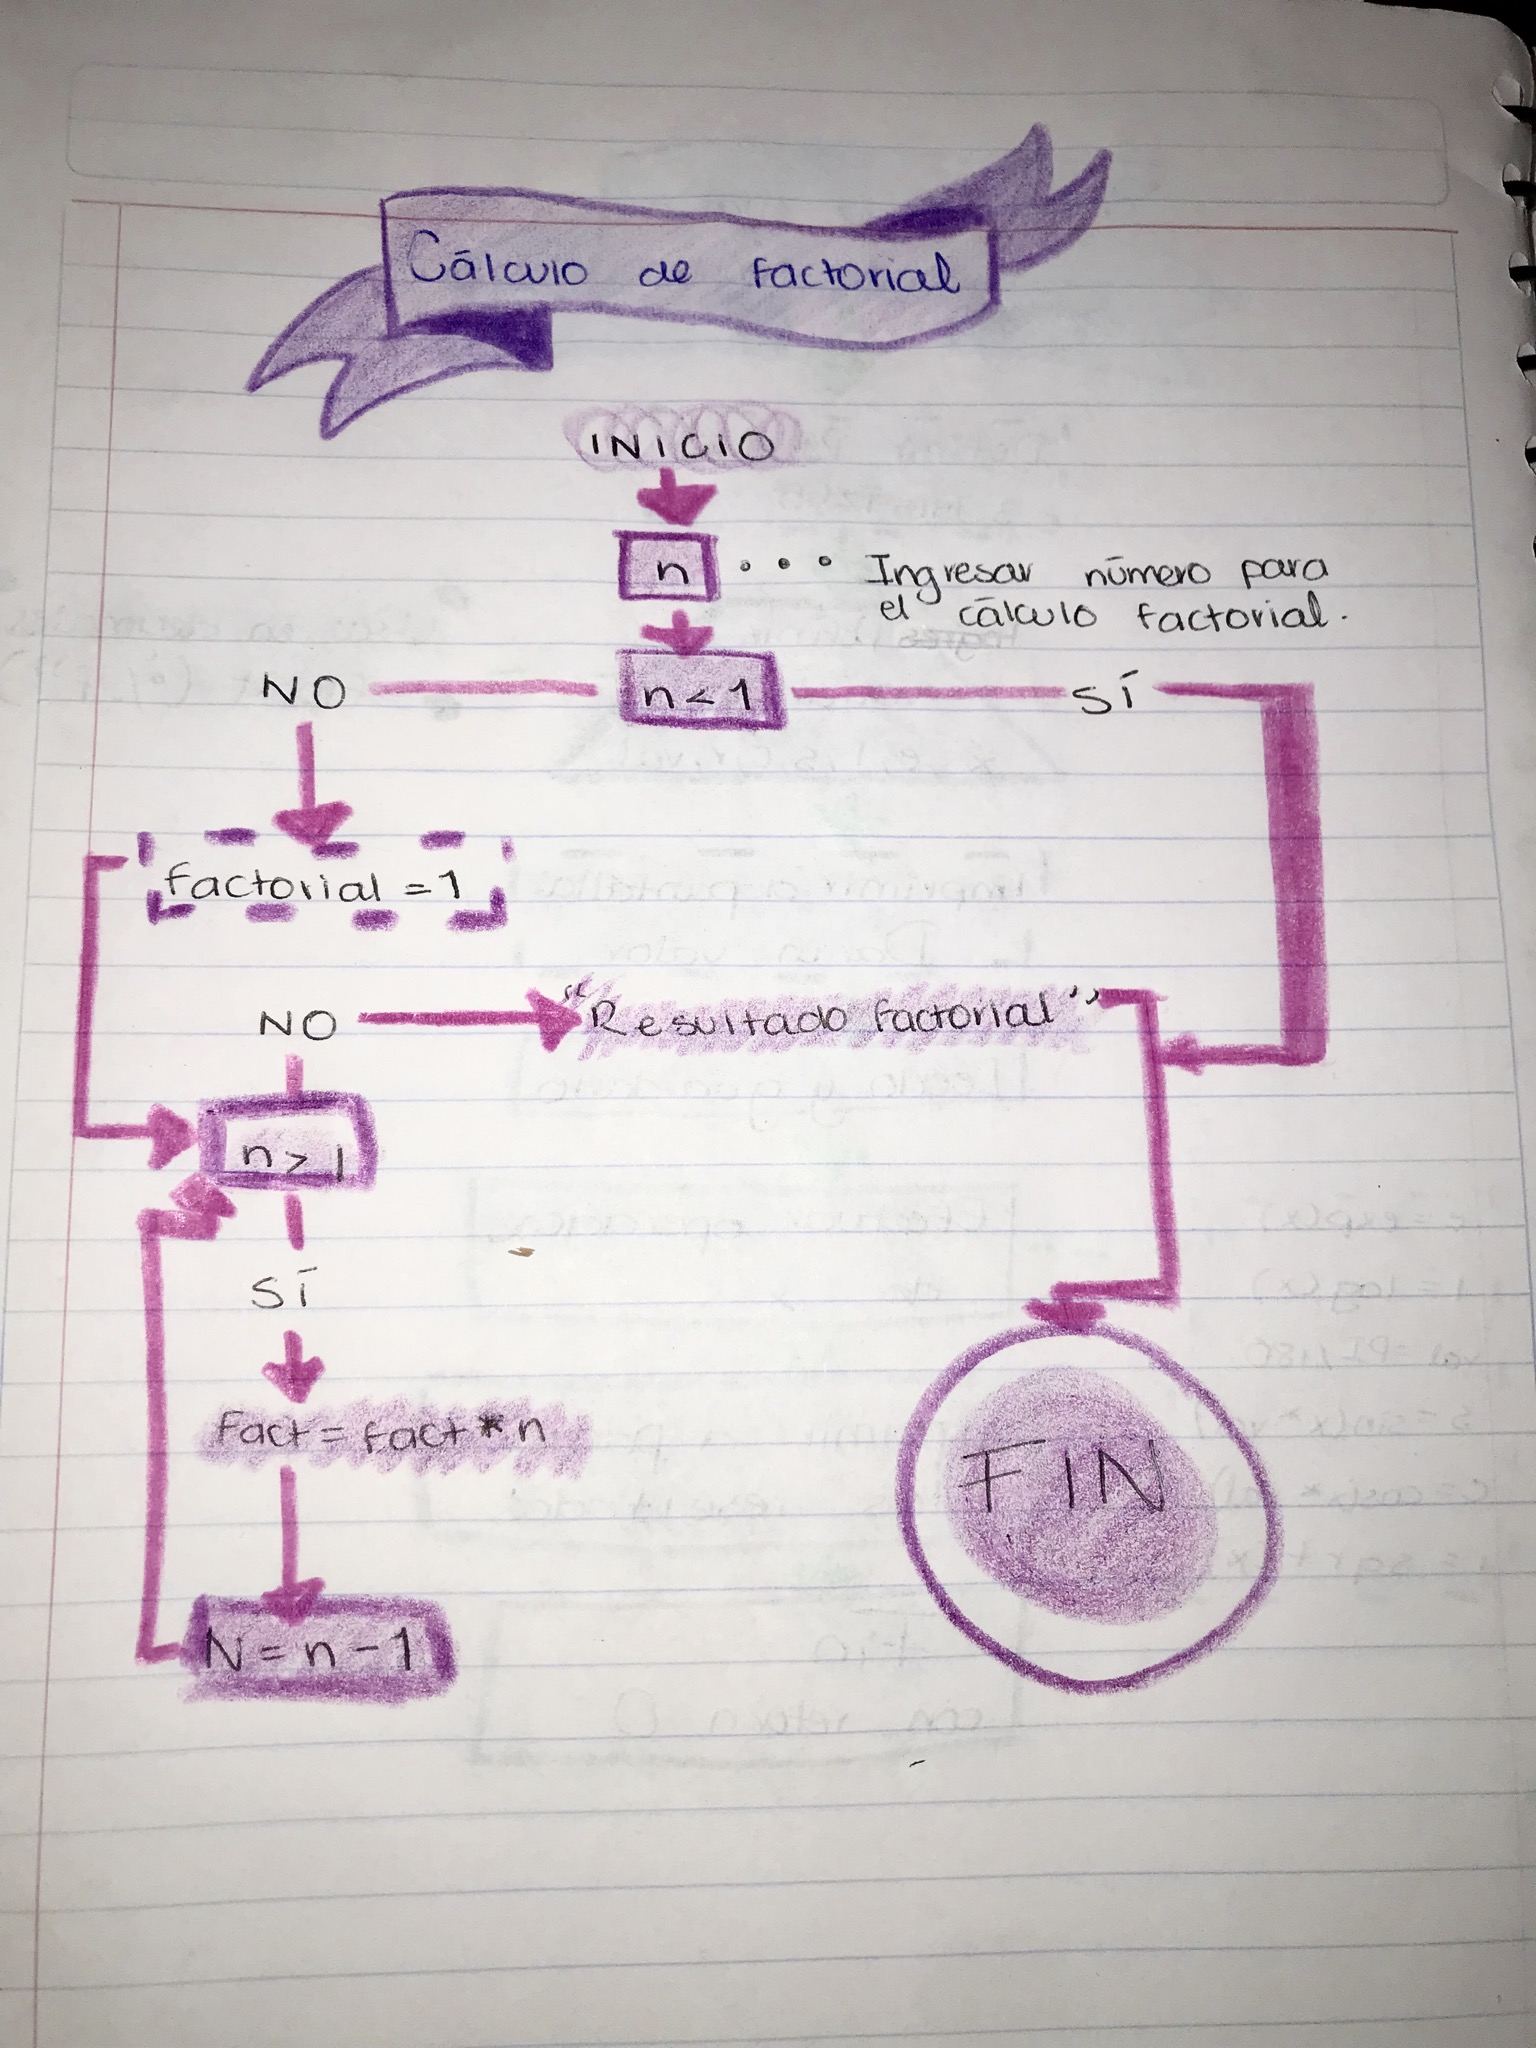 Cálculo de factorial
INICIO
n • • • Ingresar número para
el cálculo factorial.
NO n < 1 SÍ
factorial = 1
NO "Resultado factorial"
n > 1
SÍ
Fact = fact * n
FIN
N = n - 1